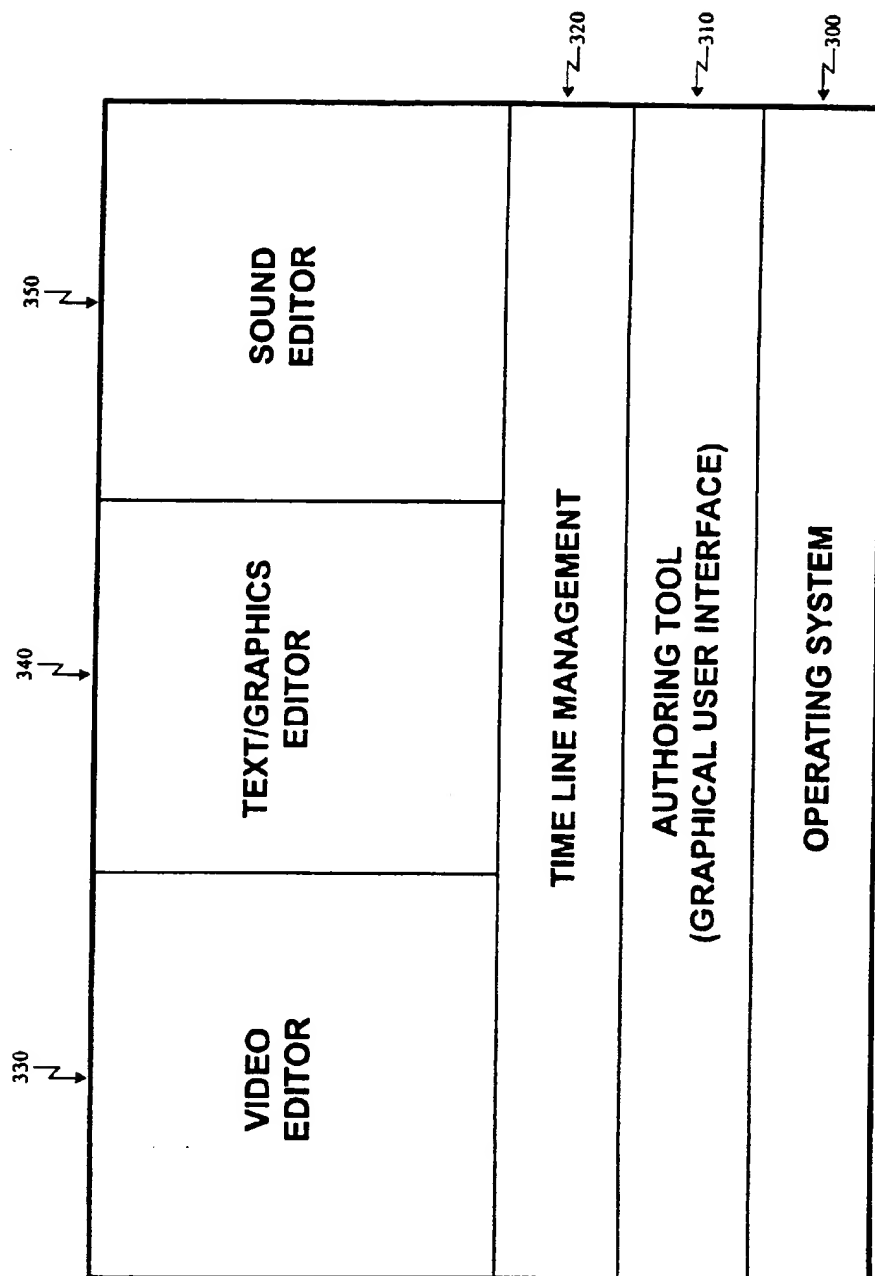 330
340
350
VIDEO
EDITOR
TEXT/GRAPHICS
EDITOR
SOUND
EDITOR
TIME LINE MANAGEMENT
320
AUTHORING TOOL
(GRAPHICAL USER INTERFACE)
310
OPERATING SYSTEM
300